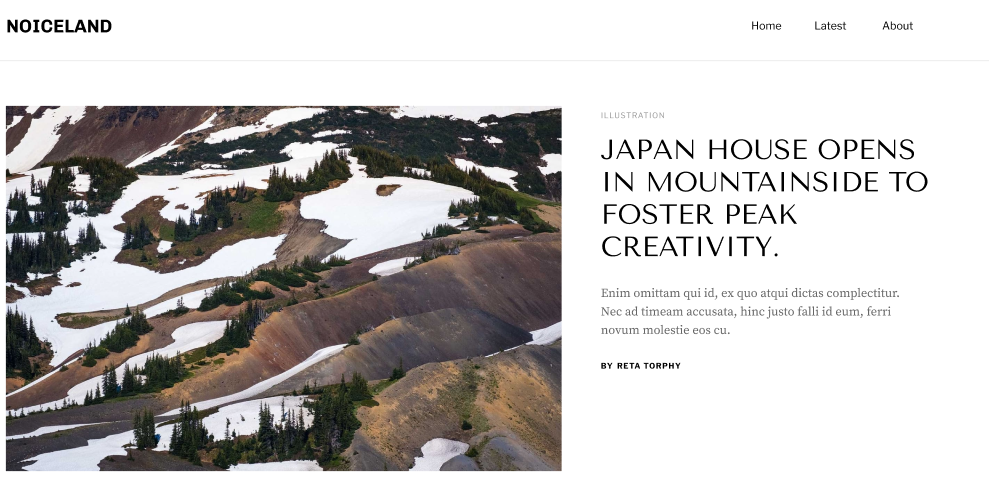 NOICELAND
Home Latest About
ILLUSTRATION
JAPAN HOUSE OPENS
IN MOUNTAINSIDE TO
FOSTER PEAK
CREATIVITY.
Enim omittam qui id, ex quo atqui dictas complectitur.
Nec ad timeam accusata, hinc justo falli id eum, ferri
novum molestie eos cu.
BY RETA TORPHY